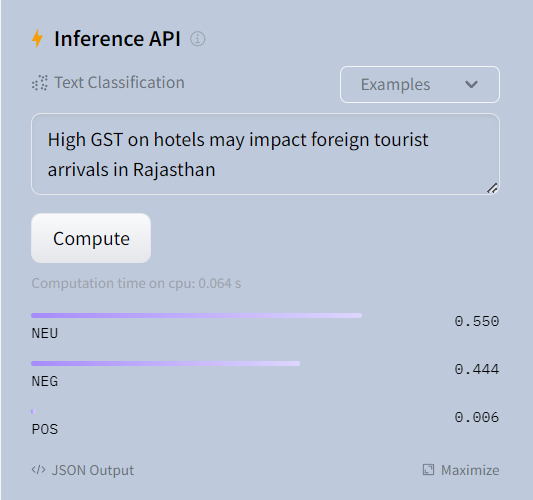 Inference API
Text Classification
Examples
High GST on hotels may impact foreign tourist
arrivals in Rajasthan
Compute
Computation time on cpu: 0.064 s
NEU 0.550
NEG 0.444
POS 0.006
</> JSON Output
Maximize